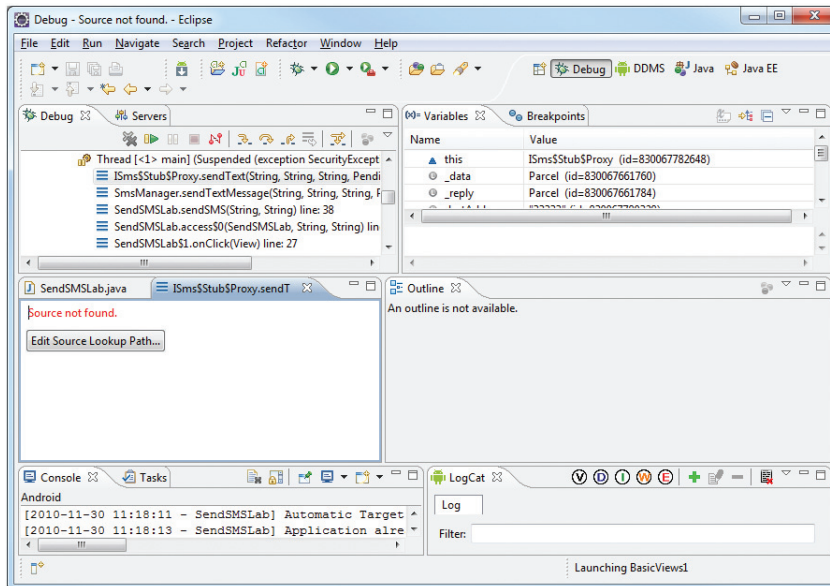 Debug - Source not found. - Eclipse
File Edit Run Navigate Search Project Refactor Window Help
Debug DDMS Java Java EE
Debug Servers
Thread [<1> main] (Suspended (exception SecurityExcept
ISms$Stub$Proxy.sendText(String, String, String, Pendi
SmsManager.sendTextMessage(String, String, String, P
SendSMSLab.sendSMS(String, String) line: 38
SendSMSLab.access$0(SendSMSLab, String, String) lin
SendSMSLab$1.onClick(View) line: 27
(x)= Variables Breakpoints
Name Value
this ISms$Stub$Proxy (id=830067782648)
_data Parcel (id=830067661760)
_reply Parcel (id=830067661784)
SendSMSLab.java ISms$Stub$Proxy.sendT
Source not found.
Edit Source Lookup Path...
Outline
An outline is not available.
Console Tasks
Android
[2010-11-30 11:18:11 - SendSMSLab] Automatic Target
[2010-11-30 11:18:13 - SendSMSLab] Application alre
LogCat V D I W E
Log
Filter:
Launching BasicViews1